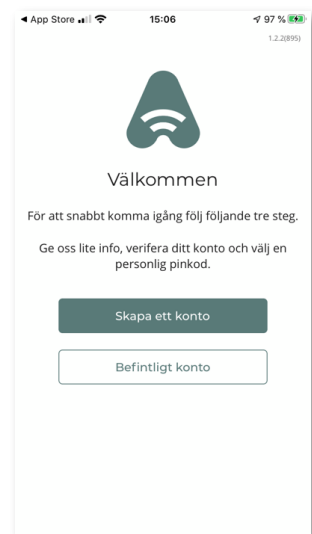 App Store 15:06 97 %
1.2.2(895)
Välkommen
För att snabbt komma igång följ följande tre steg.
Ge oss lite info, verifera ditt konto och välj en
personlig pinkod.
Skapa ett konto
Befintligt konto